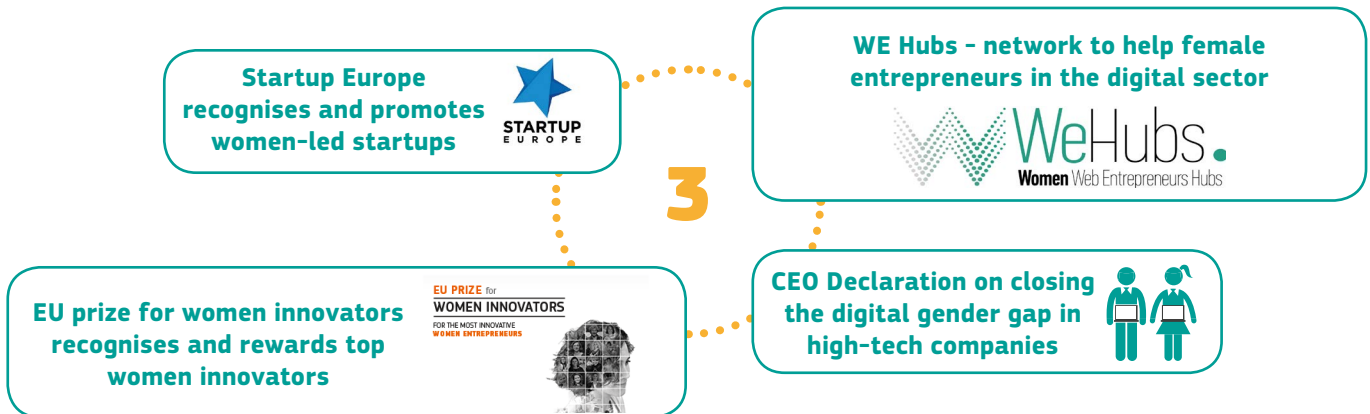 Startup Europe
recognises and promotes
women-led startups
STARTUP
EUROPE
WE Hubs - network to help female
entrepreneurs in the digital sector
WeHubs.
Women Web Entrepreneurs Hubs
3
EU prize for women innovators
recognises and rewards top
women innovators
EU PRIZE for
WOMEN INNOVATORS
FOR THE MOST INNOVATIVE
WOMEN ENTREPRENEURS
CEO Declaration on closing
the digital gender gap in
high-tech companies